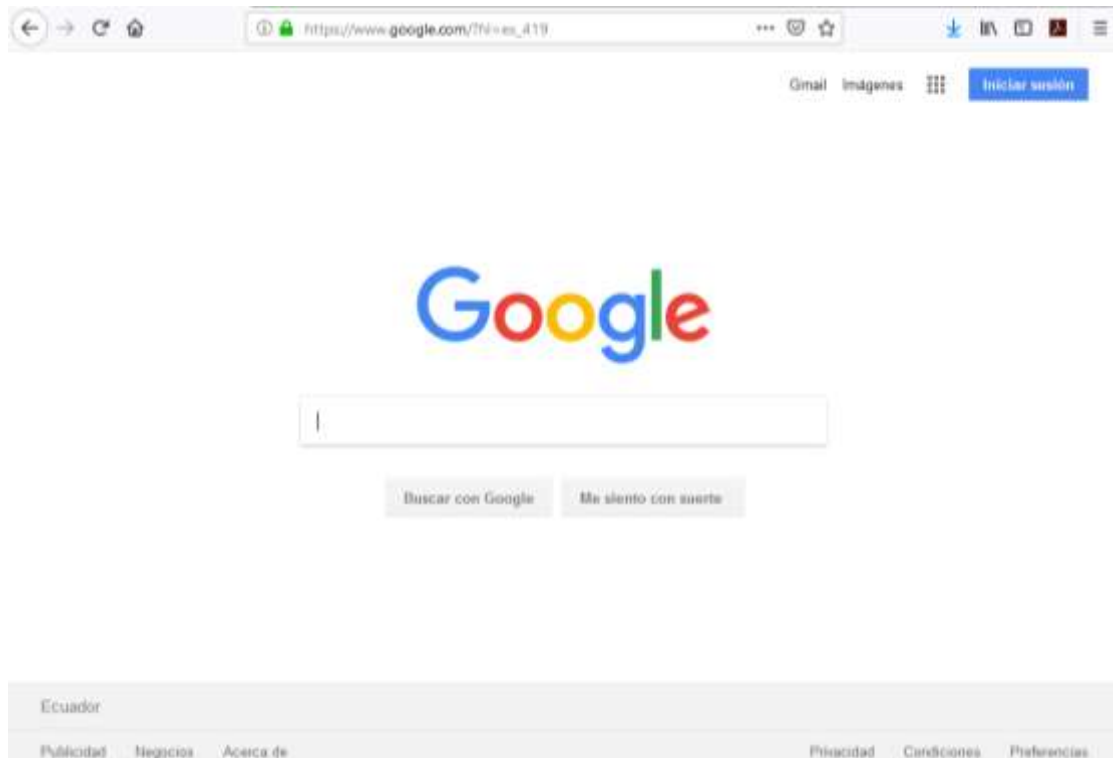 https://www.google.com/?hl=es_419
Gmail Imágenes Iniciar sesión
Google
Buscar con Google Me siento con suerte
Ecuador
Publicidad Negocios Acerca de Privacidad Condiciones Preferencias